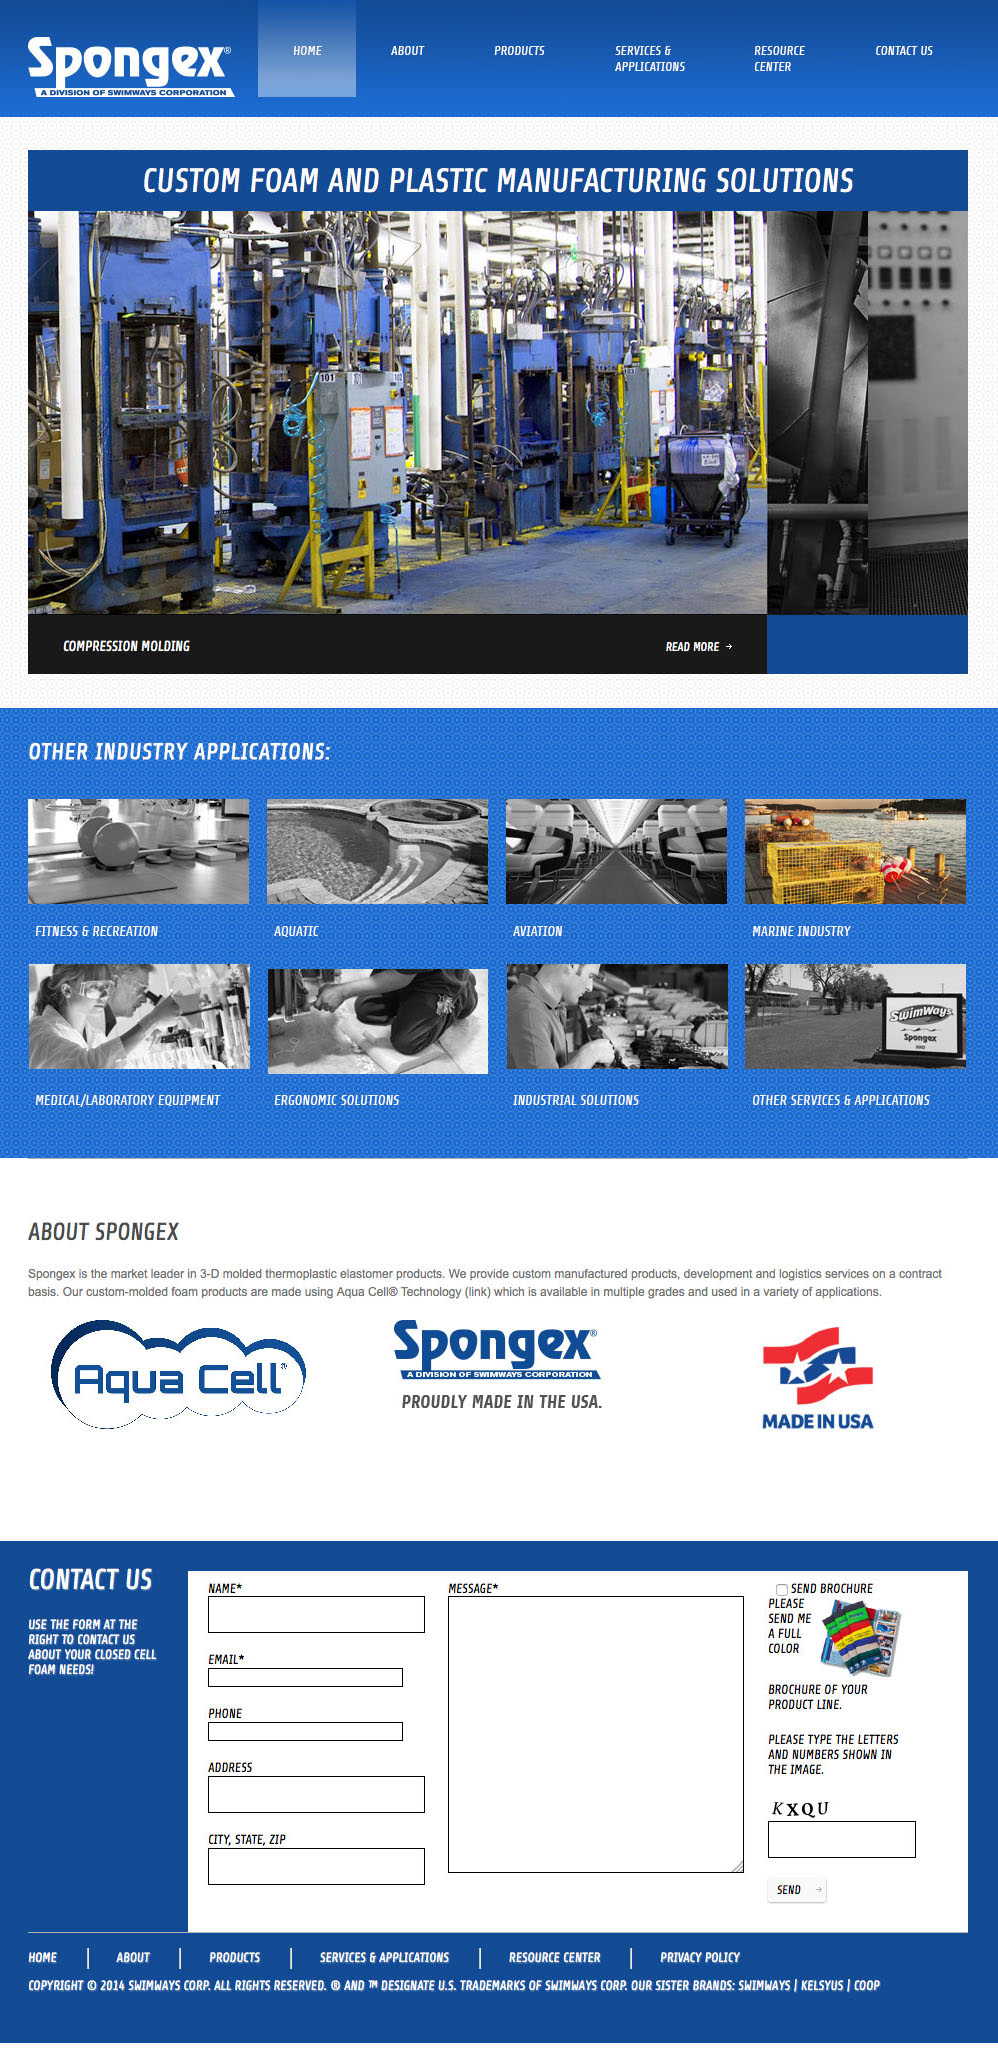 Spongex®
A DIVISION OF SWIMWAYS CORPORATION
HOME
ABOUT
PRODUCTS
SERVICES &
APPLICATIONS
RESOURCE
CENTER
CONTACT US
CUSTOM FOAM AND PLASTIC MANUFACTURING SOLUTIONS
101
102
103
COMPRESSION MOLDING
READ MORE →
OTHER INDUSTRY APPLICATIONS:
FITNESS & RECREATION
AQUATIC
AVIATION
MARINE INDUSTRY
SwimWays
Spongex
3002
MEDICAL/LABORATORY EQUIPMENT
ERGONOMIC SOLUTIONS
INDUSTRIAL SOLUTIONS
OTHER SERVICES & APPLICATIONS
ABOUT SPONGEX
Spongex is the market leader in 3-D molded thermoplastic elastomer products. We provide custom manufactured products, development and logistics services on a contract
basis. Our custom-molded foam products are made using Aqua Cell® Technology (link) which is available in multiple grades and used in a variety of applications.
Aqua Cell®
Spongex®
A DIVISION OF SWIMWAYS CORPORATION
PROUDLY MADE IN THE USA.
MADE IN USA
CONTACT US
USE THE FORM AT THE
RIGHT TO CONTACT US
ABOUT YOUR CLOSED CELL
FOAM NEEDS!
NAME*
EMAIL*
PHONE
ADDRESS
CITY, STATE, ZIP
MESSAGE*
SEND BROCHURE
PLEASE
SEND ME
A FULL
COLOR
BROCHURE OF YOUR
PRODUCT LINE.
PLEASE TYPE THE LETTERS
AND NUMBERS SHOWN IN
THE IMAGE.
KXQU
SEND →
HOME | ABOUT | PRODUCTS | SERVICES & APPLICATIONS | RESOURCE CENTER | PRIVACY POLICY
COPYRIGHT © 2014 SWIMWAYS CORP. ALL RIGHTS RESERVED. ® AND ™ DESIGNATE U.S. TRADEMARKS OF SWIMWAYS CORP. OUR SISTER BRANDS: SWIMWAYS | KELSYUS | COOP